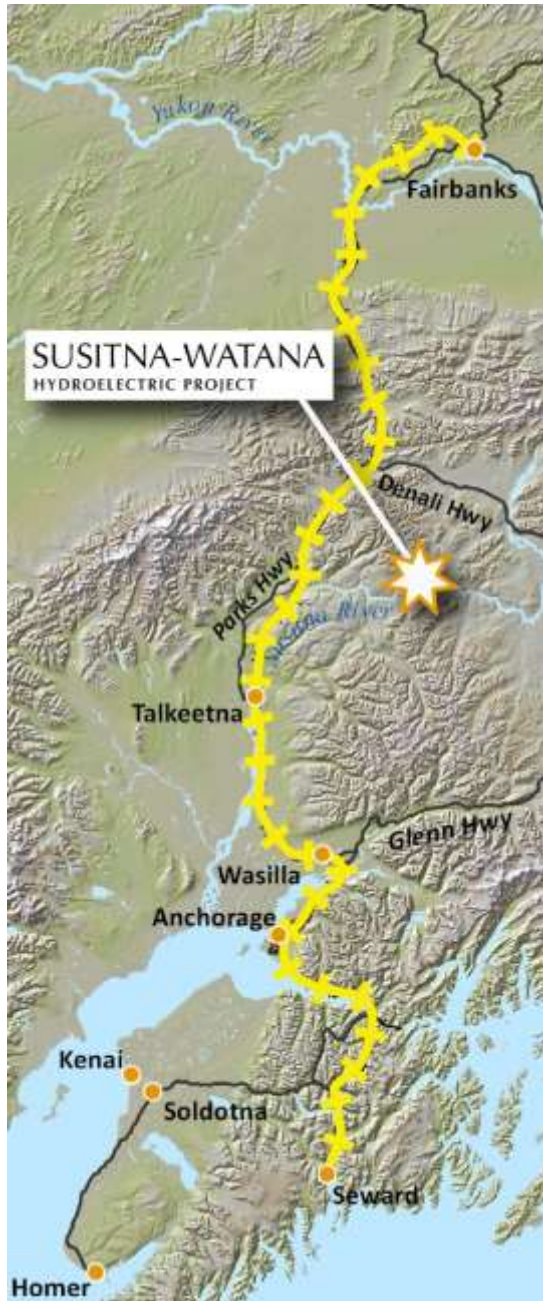 Yukon River
Fairbanks
SUSITNA-WATANA
HYDROELECTRIC PROJECT
Denali Hwy
Parks Hwy
Susitna River
Talkeetna
Glenn Hwy
Wasilla
Anchorage
Kenai
Soldotna
Seward
Homer